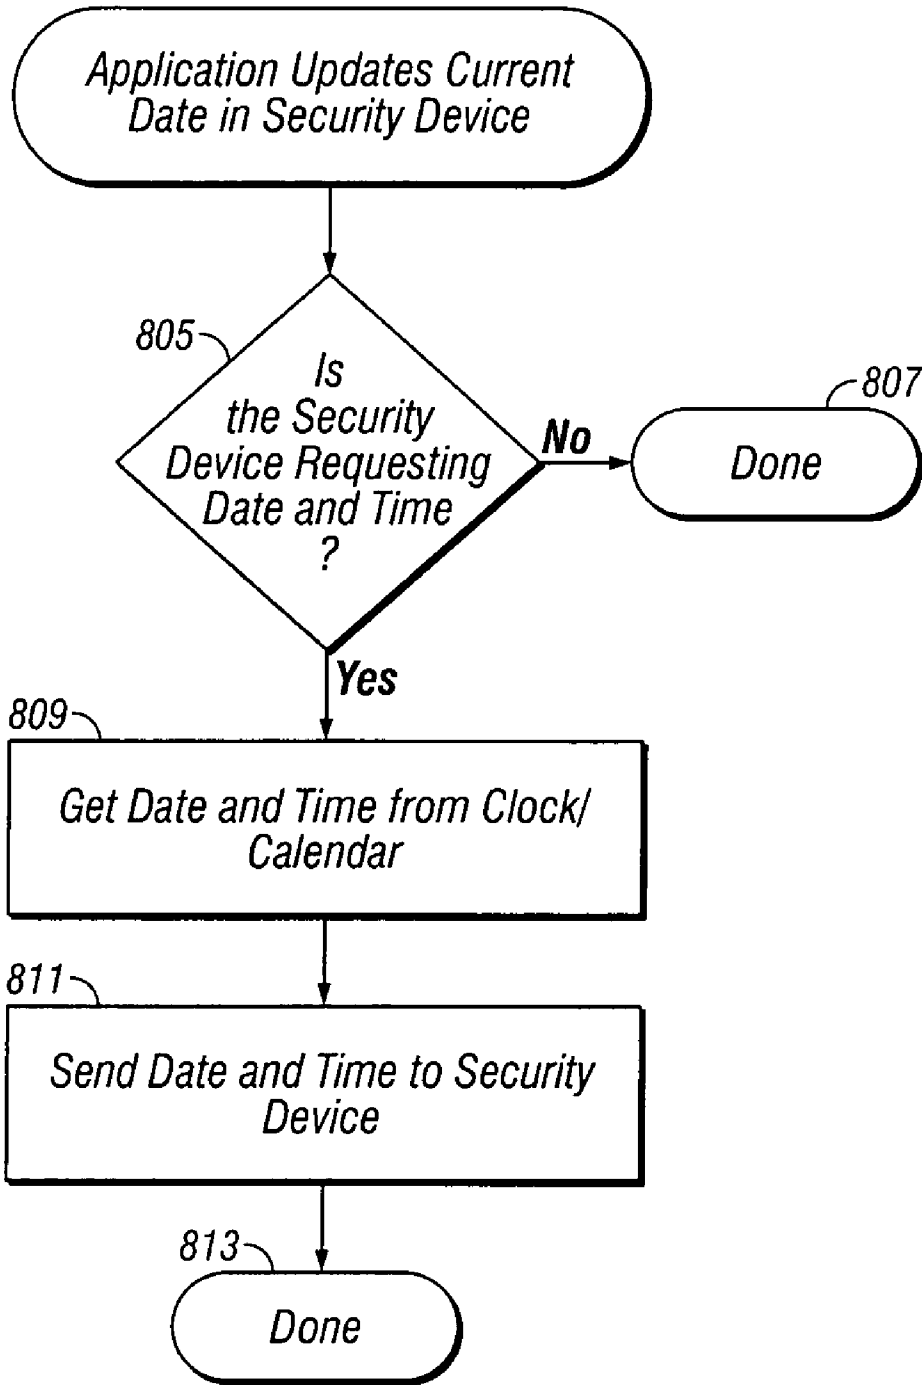 Application Updates Current
Date in Security Device
805
Is
the Security
Device Requesting
Date and Time
?
No
807
Done
Yes
809
Get Date and Time from Clock/
Calendar
811
Send Date and Time to Security
Device
813
Done